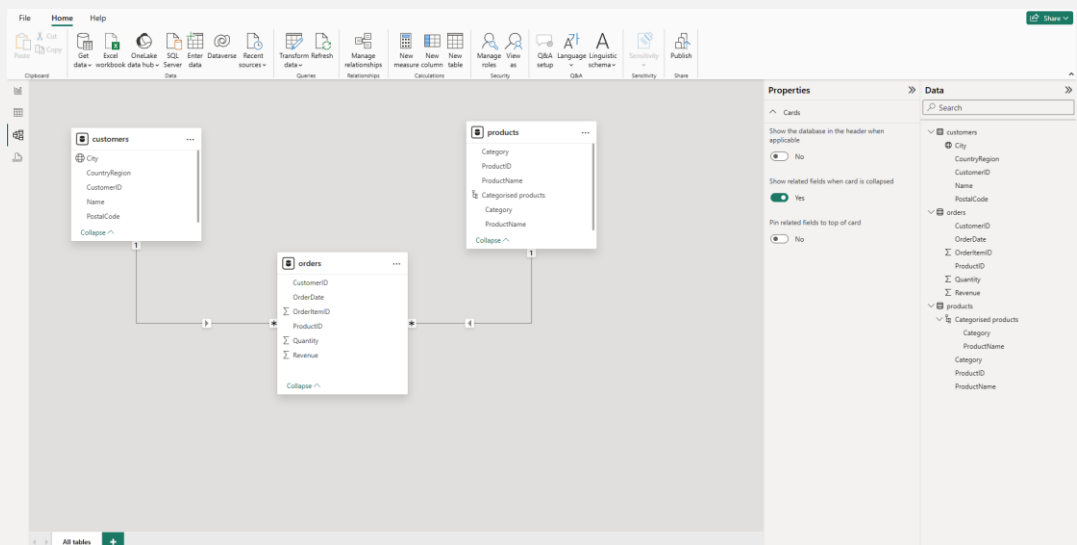 File Home Help
Share
Paste
Cut
Copy
Clipboard
Get data
Excel workbook
OneLake data hub
SQL Server
Enter data
Dataverse
Recent sources
Data
Transform data
Refresh
Queries
Manage relationships
Relationships
New measure
New column
New table
Calculations
Manage roles
View as
Security
Q&A setup
Language
Linguistic schema
Q&A
Sensitivity
Sensitivity
Publish
Share
customers
City
CountryRegion
CustomerID
Name
PostalCode
Collapse
1
products
Category
ProductID
ProductName
Categorised products
Category
ProductName
Collapse
1
orders
CustomerID
OrderDate
∑ OrderItemID
ProductID
∑ Quantity
∑ Revenue
Collapse
*
*
All tables
+
Properties
Cards
Show the database in the header when
applicable
No
Show related fields when card is collapsed
Yes
Pin related fields to top of card
No
Data
Search
customers
City
CountryRegion
CustomerID
Name
PostalCode
orders
CustomerID
OrderDate
∑ OrderItemID
ProductID
∑ Quantity
∑ Revenue
products
Categorised products
Category
ProductName
Category
ProductID
ProductName